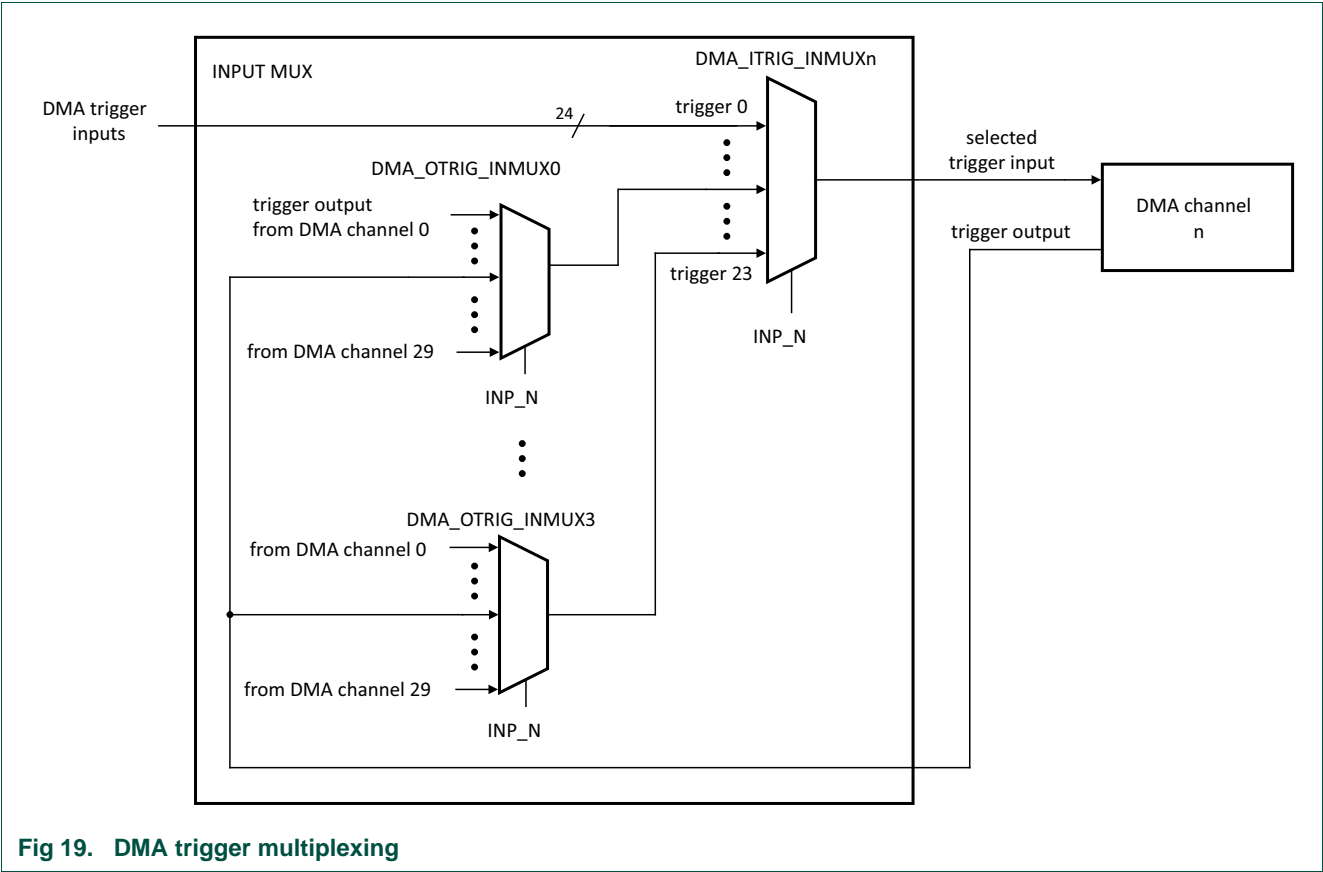 INPUT MUX
DMA_ITRIG_INMUXn
DMA trigger
inputs
24
trigger 0
DMA_OTRIG_INMUX0
trigger output
from DMA channel 0
from DMA channel 29
INP_N
trigger 23
INP_N
selected
trigger input
DMA channel
n
trigger output
DMA_OTRIG_INMUX3
from DMA channel 0
from DMA channel 29
INP_N
Fig 19. DMA trigger multiplexing